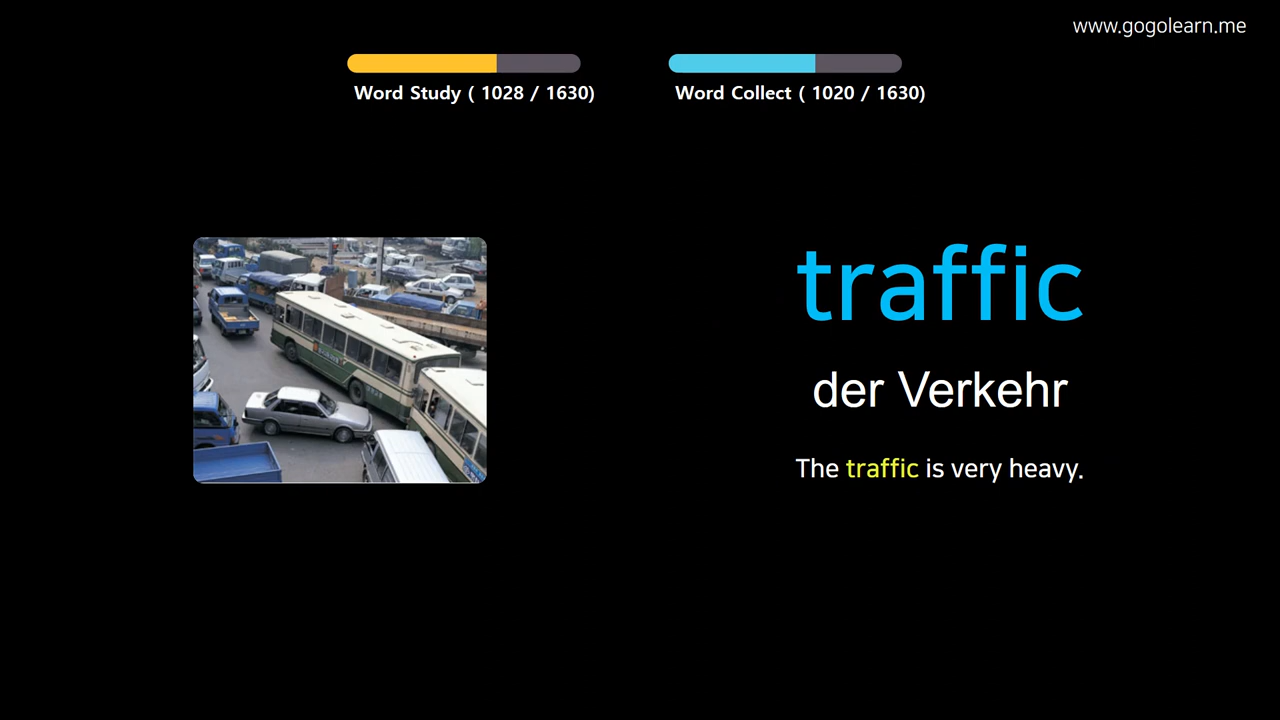 www.gogolearn.me
Word Study ( 1028 / 1630)
Word Collect ( 1020 / 1630)
traffic
der Verkehr
The traffic is very heavy.